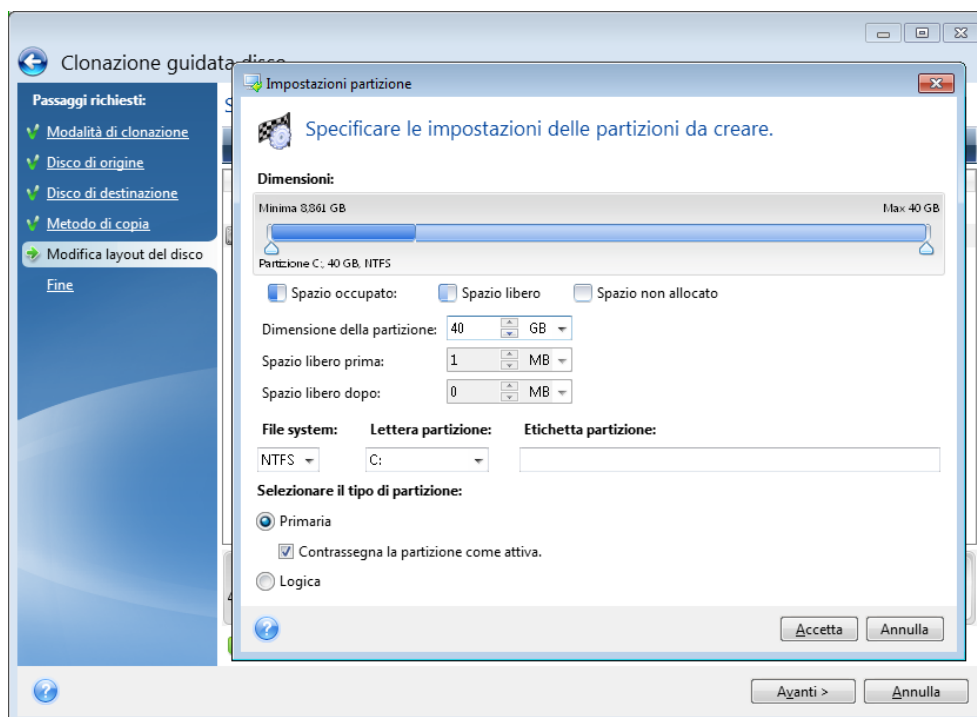 Clonazione guidata disco
Passaggi richiesti:
Modalità di clonazione
Disco di origine
Disco di destinazione
Metodo di copia
Modifica layout del disco
Fine
Impostazioni partizione
Specificare le impostazioni delle partizioni da creare.
Dimensioni:
Minima 8,861 GB Max 40 GB
Partizione C:, 40 GB, NTFS
Spazio occupato: Spazio libero Spazio non allocato
Dimensione della partizione: 40 GB
Spazio libero prima: 1 MB
Spazio libero dopo: 0 MB
File system: Lettera partizione: Etichetta partizione:
NTFS C:
Selezionare il tipo di partizione:
Primaria
Contrassegna la partizione come attiva.
Logica
Accetta Annulla
Avanti > Annulla